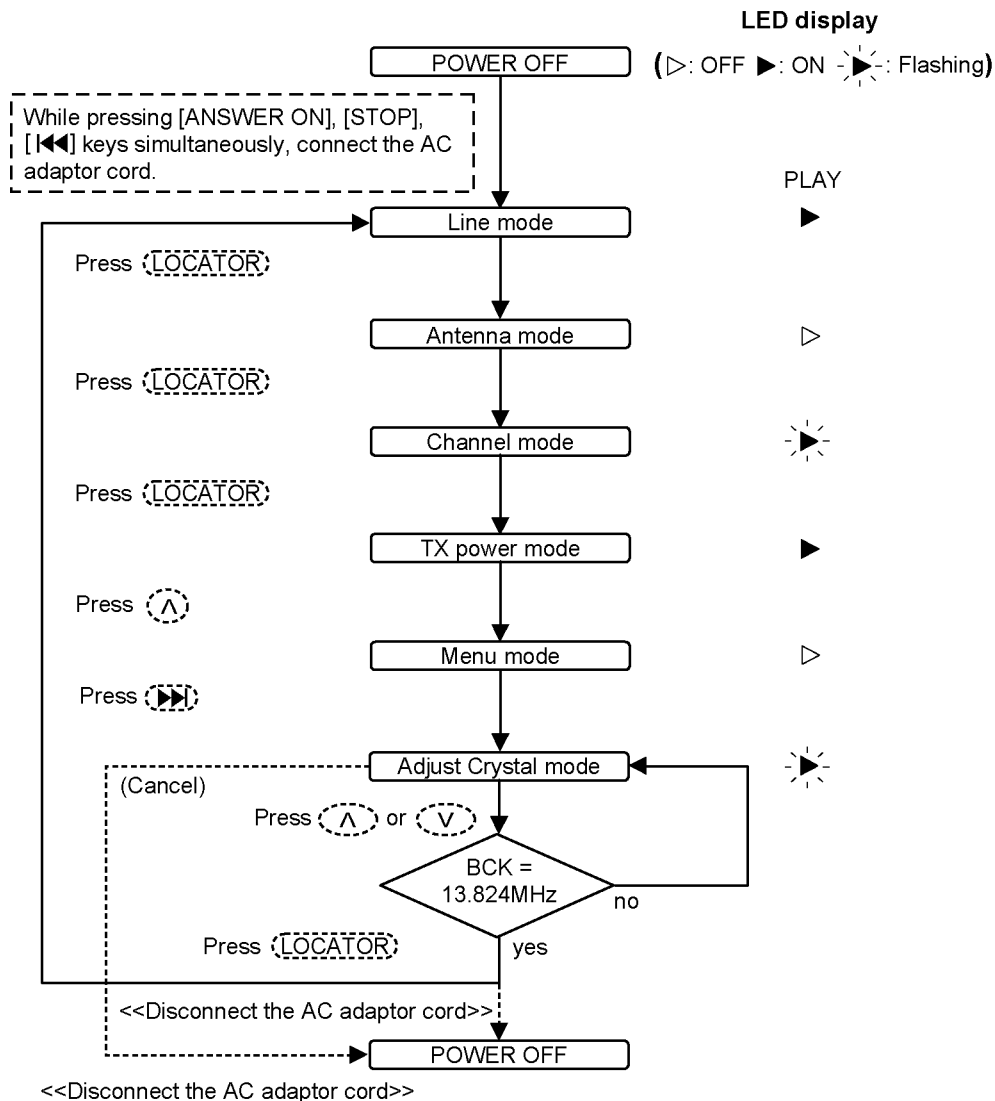 LED display
POWER OFF
(▷: OFF ▶: ON ▶: Flashing)
While pressing [ANSWER ON], [STOP],
[⏮] keys simultaneously, connect the AC
adaptor cord.
PLAY
Line mode
Press LOCATOR
Antenna mode
Press LOCATOR
Channel mode
Press LOCATOR
TX power mode
Press ∧
Menu mode
Press ⏭
Adjust Crystal mode
(Cancel)
Press ∧ or ∨
BCK =
13.824MHz
no
Press LOCATOR
yes
<<Disconnect the AC adaptor cord>>
POWER OFF
<<Disconnect the AC adaptor cord>>